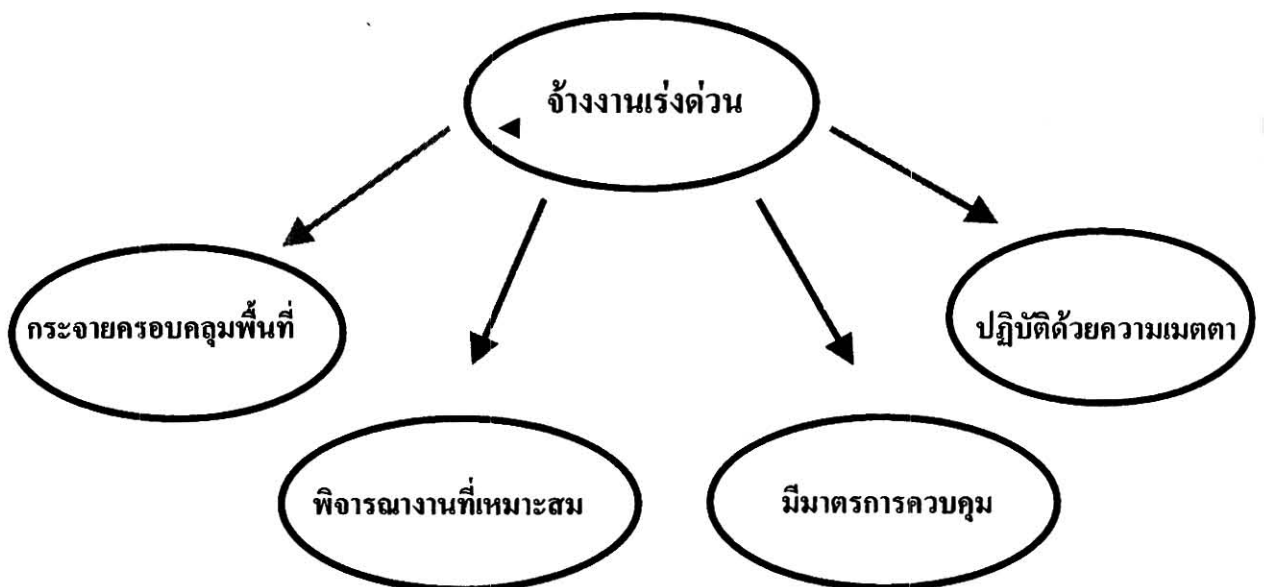 จ้างงานเร่งด่วน
กระจายครอบคลุมพื้นที่
ปฏิบัติด้วยความเมตตา
พิจารณางานที่เหมาะสม
มีมาตรการควบคุม